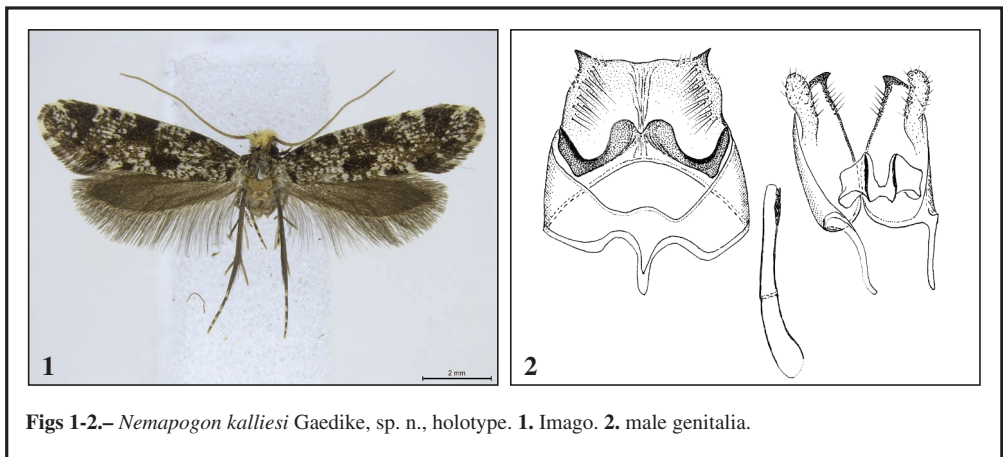 1
2 mm
2
Figs 1-2.– Nemapogon kalliesi Gaedike, sp. n., holotype. 1. Imago. 2. male genitalia.